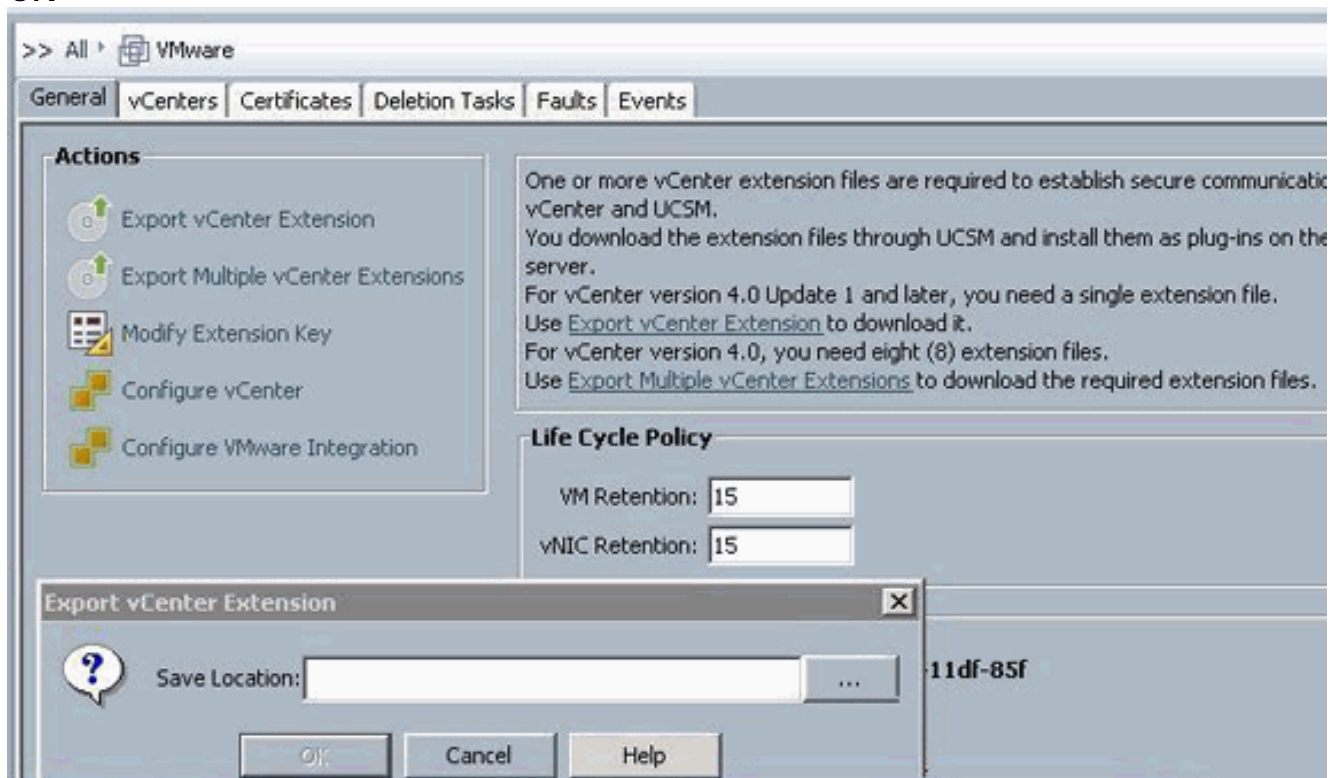 >> All VMware
General vCenters Certificates Deletion Tasks Faults Events
Actions
Export vCenter Extension
Export Multiple vCenter Extensions
Modify Extension Key
Configure vCenter
Configure VMware Integration
One or more vCenter extension files are required to establish secure communicatio
vCenter and UCSM.
You download the extension files through UCSM and install them as plug-ins on the
server.
For vCenter version 4.0 Update 1 and later, you need a single extension file.
Use Export vCenter Extension to download it.
For vCenter version 4.0, you need eight (8) extension files.
Use Export Multiple vCenter Extensions to download the required extension files.
Life Cycle Policy
VM Retention: 15
vNIC Retention: 15
Export vCenter Extension
Save Location: ...
11df-85f
OK Cancel Help